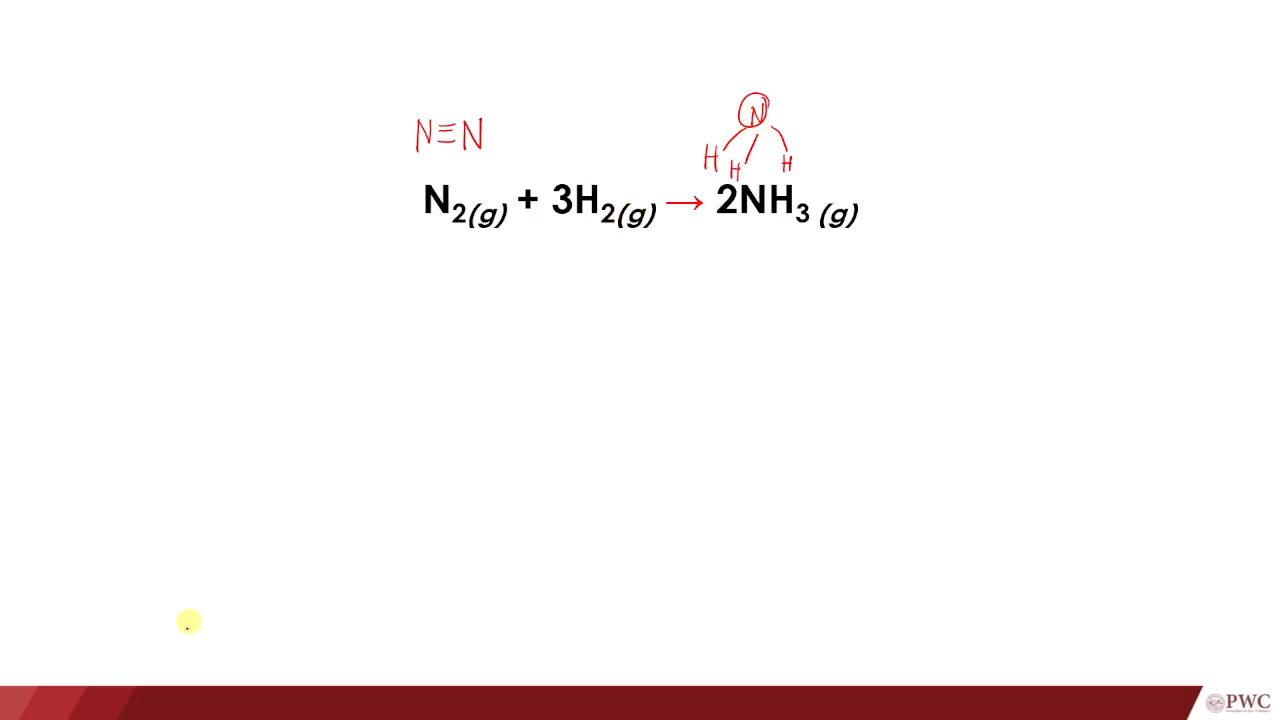 N
N≡N
H H H
N₂(g) + 3H₂(g) → 2NH₃ (g)
PWC